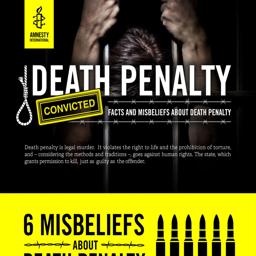 AMNESTY
INTERNATIONAL
DEATH PENALTY
CONVICTED
FACTS AND MISBELIEFS ABOUT DEATH PENALTY
Death penalty is legal murder. It violates the right to life and the prohibition of torture,
and – considering the methods and traditions –, goes against human rights. The state, which
grants permission to kill, just as guilty as the offender.
6 MISBELIEFS
ABOUT
DEATH PENALTY